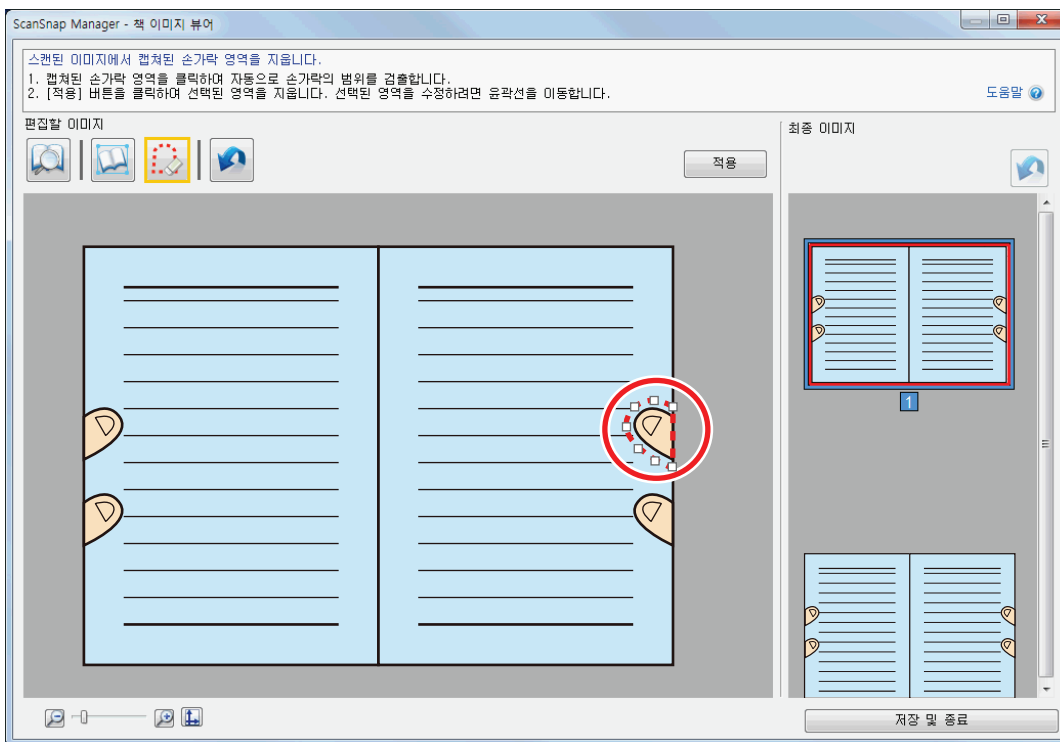 ScanSnap Manager - 책 이미지 뷰어
스캔된 이미지에서 캡쳐된 손가락 영역을 지웁니다.
1. 캡쳐된 손가락 영역을 클릭하며 자동으로 손가락의 범위를 검출합니다.
2. [적용] 버튼을 클릭하며 선택된 영역을 지웁니다. 선택된 영역을 수정하려면 윤곽선을 이동합니다.
도움말
편집할 이미지
최종 이미지
적용
1
저장 및 종료